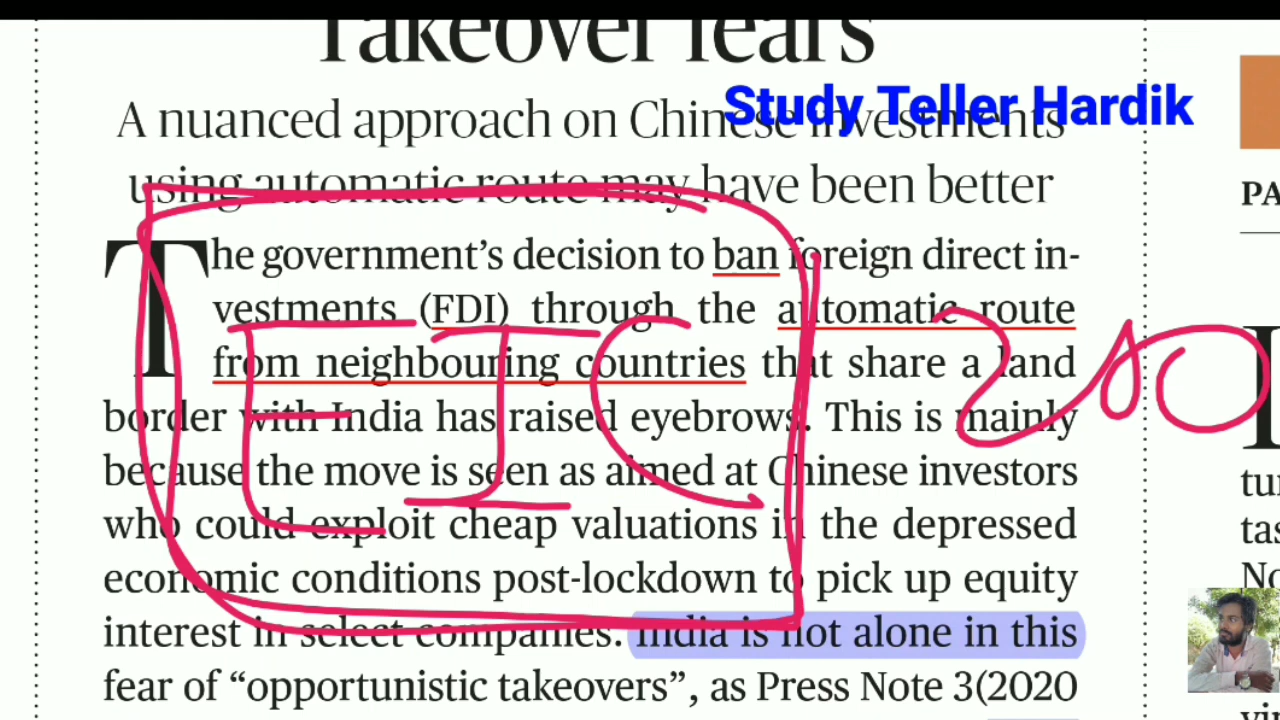 Takeover fears
Study Teller Hardik
A nuanced approach on Chinese investments
using automatic route may have been better
The government's decision to ban foreign direct in-
vestments (FDI) through the automatic route
from neighbouring countries that share a land
border with India has raised eyebrows. This is mainly
because the move is seen as aimed at Chinese investors
who could exploit cheap valuations in the depressed
economic conditions post-lockdown to pick up equity
interest in select companies. India is not alone in this
fear of “opportunistic takeovers”, as Press Note 3(2020
EIC
PA
tu
tas
No